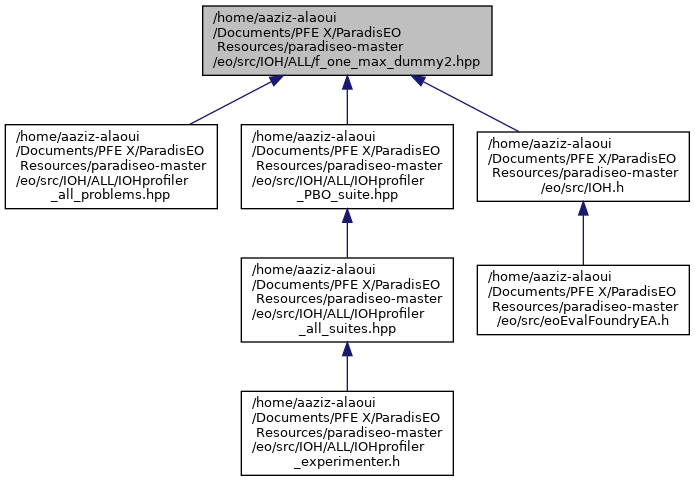 /home/aaziz-alaoui
/Documents/PFE X/ParadisEO
Resources/paradiseo-master
/eo/src/IOH/ALL/f_one_max_dummy2.hpp
/home/aaziz-alaoui
/Documents/PFE X/ParadisEO
Resources/paradiseo-master
/eo/src/IOH/ALL/IOHprofiler
_all_problems.hpp
/home/aaziz-alaoui
/Documents/PFE X/ParadisEO
Resources/paradiseo-master
/eo/src/IOH/ALL/IOHprofiler
_PBO_suite.hpp
/home/aaziz-alaoui
/Documents/PFE X/ParadisEO
Resources/paradiseo-master
/eo/src/IOH.h
/home/aaziz-alaoui
/Documents/PFE X/ParadisEO
Resources/paradiseo-master
/eo/src/IOH/ALL/IOHprofiler
_all_suites.hpp
/home/aaziz-alaoui
/Documents/PFE X/ParadisEO
Resources/paradiseo-master
/eo/src/eoEvalFoundryEA.h
/home/aaziz-alaoui
/Documents/PFE X/ParadisEO
Resources/paradiseo-master
/eo/src/IOH/ALL/IOHprofiler
_experimenter.h